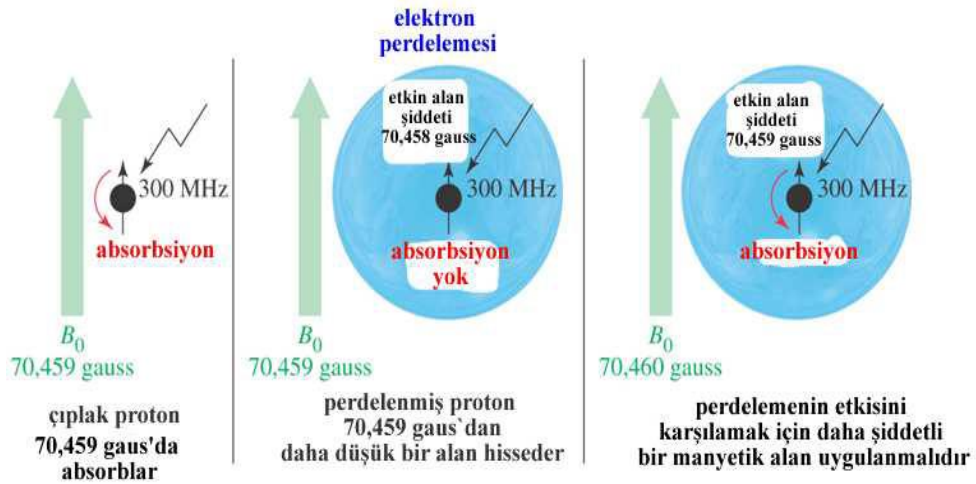 elektron
perdelemesi
300 MHz
absorbsiyon
B0
70,459 gauss
çıplak proton
70,459 gaus'da
absorblar
etkin alan
şiddeti
70,458 gauss
300 MHz
absorbsiyon
yok
B0
70,459 gauss
perdelenmiş proton
70,459 gaus`dan
daha düşük bir alan hisseder
etkin alan
şiddeti
70,459 gauss
300 MHz
absorbsiyon
B0
70,460 gauss
perdelemenin etkisini
karşılamak için daha şiddetli
bir manyetik alan uygulanmalıdır